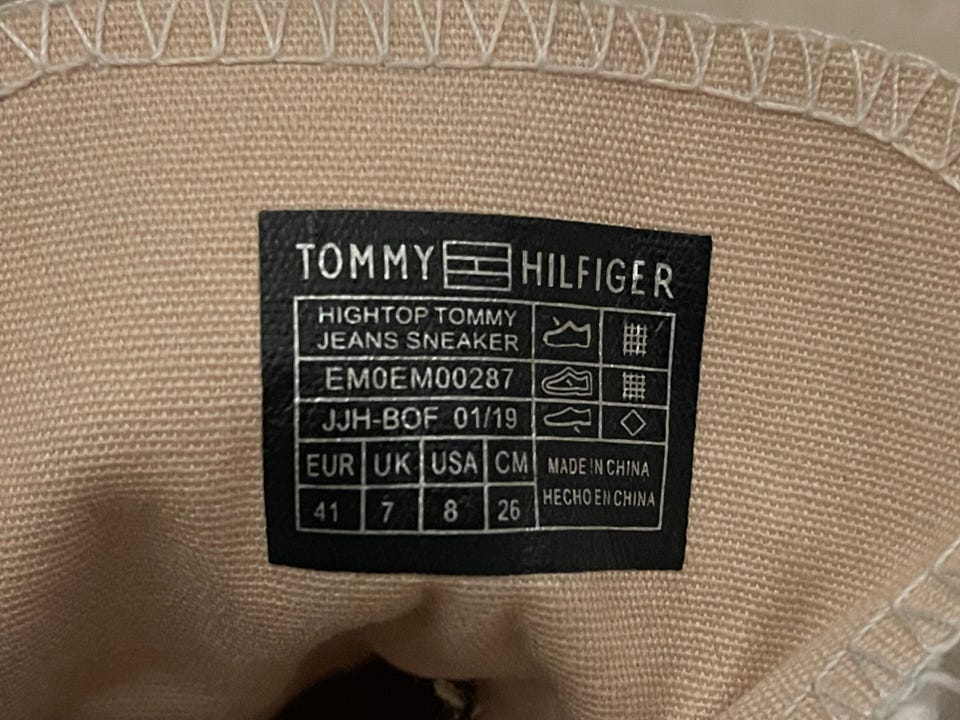 TOMMY HILFIGER
HIGHTOP TOMMY
JEANS SNEAKER
EM0EM00287
JJH-BOF 01/19
EUR UK USA CM
41 7 8 26
MADE IN CHINA
HECHO EN CHINA